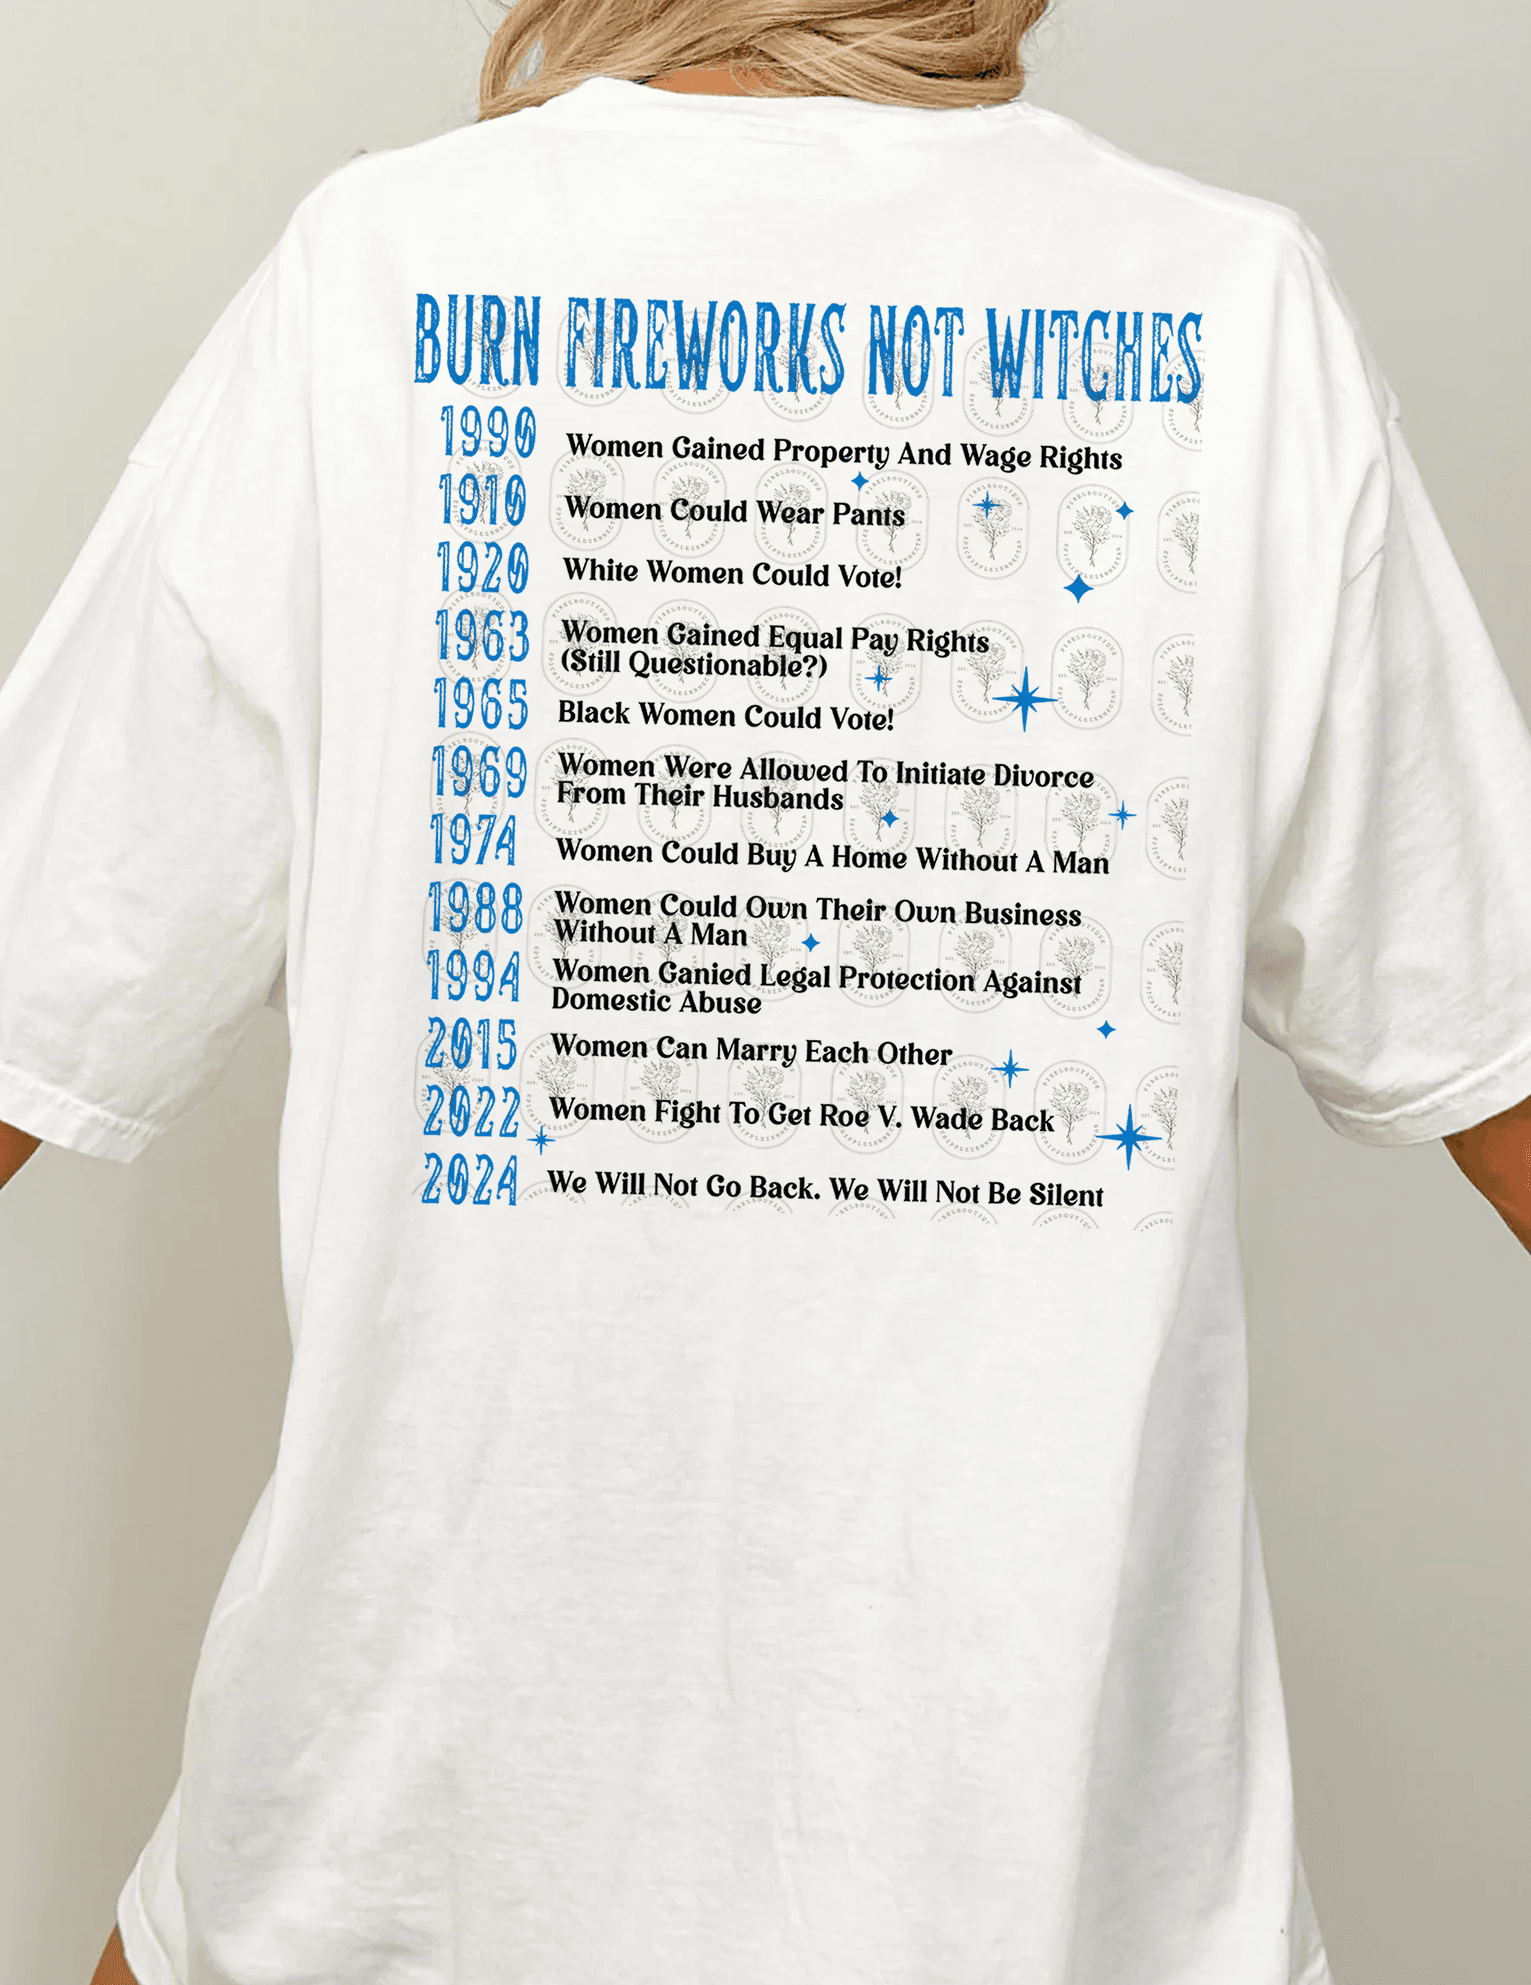 BURN FIREWORKS NOT WITCHES
1990 Women Gained Property And Wage Rights
1910 Women Could Wear Pants
1920 White Women Could Vote!
1963 Women Gained Equal Pay Rights
(Still Questionable?)
1965 Black Women Could Vote!
1969 Women Were Allowed To Initiate Divorce
From Their Husbands
1974 Women Could Buy A Home Without A Man
1988 Women Could Own Their Own Business
Without A Man
1994 Women Ganied Legal Protection Against
Domestic Abuse
2015 Women Can Marry Each Other
2022 Women Fight To Get Roe V. Wade Back
2024 We Will Not Go Back. We Will Not Be Silent
PIXELBOUTIQUE
EST. 2024
EPICRIPPLESENNECTAR